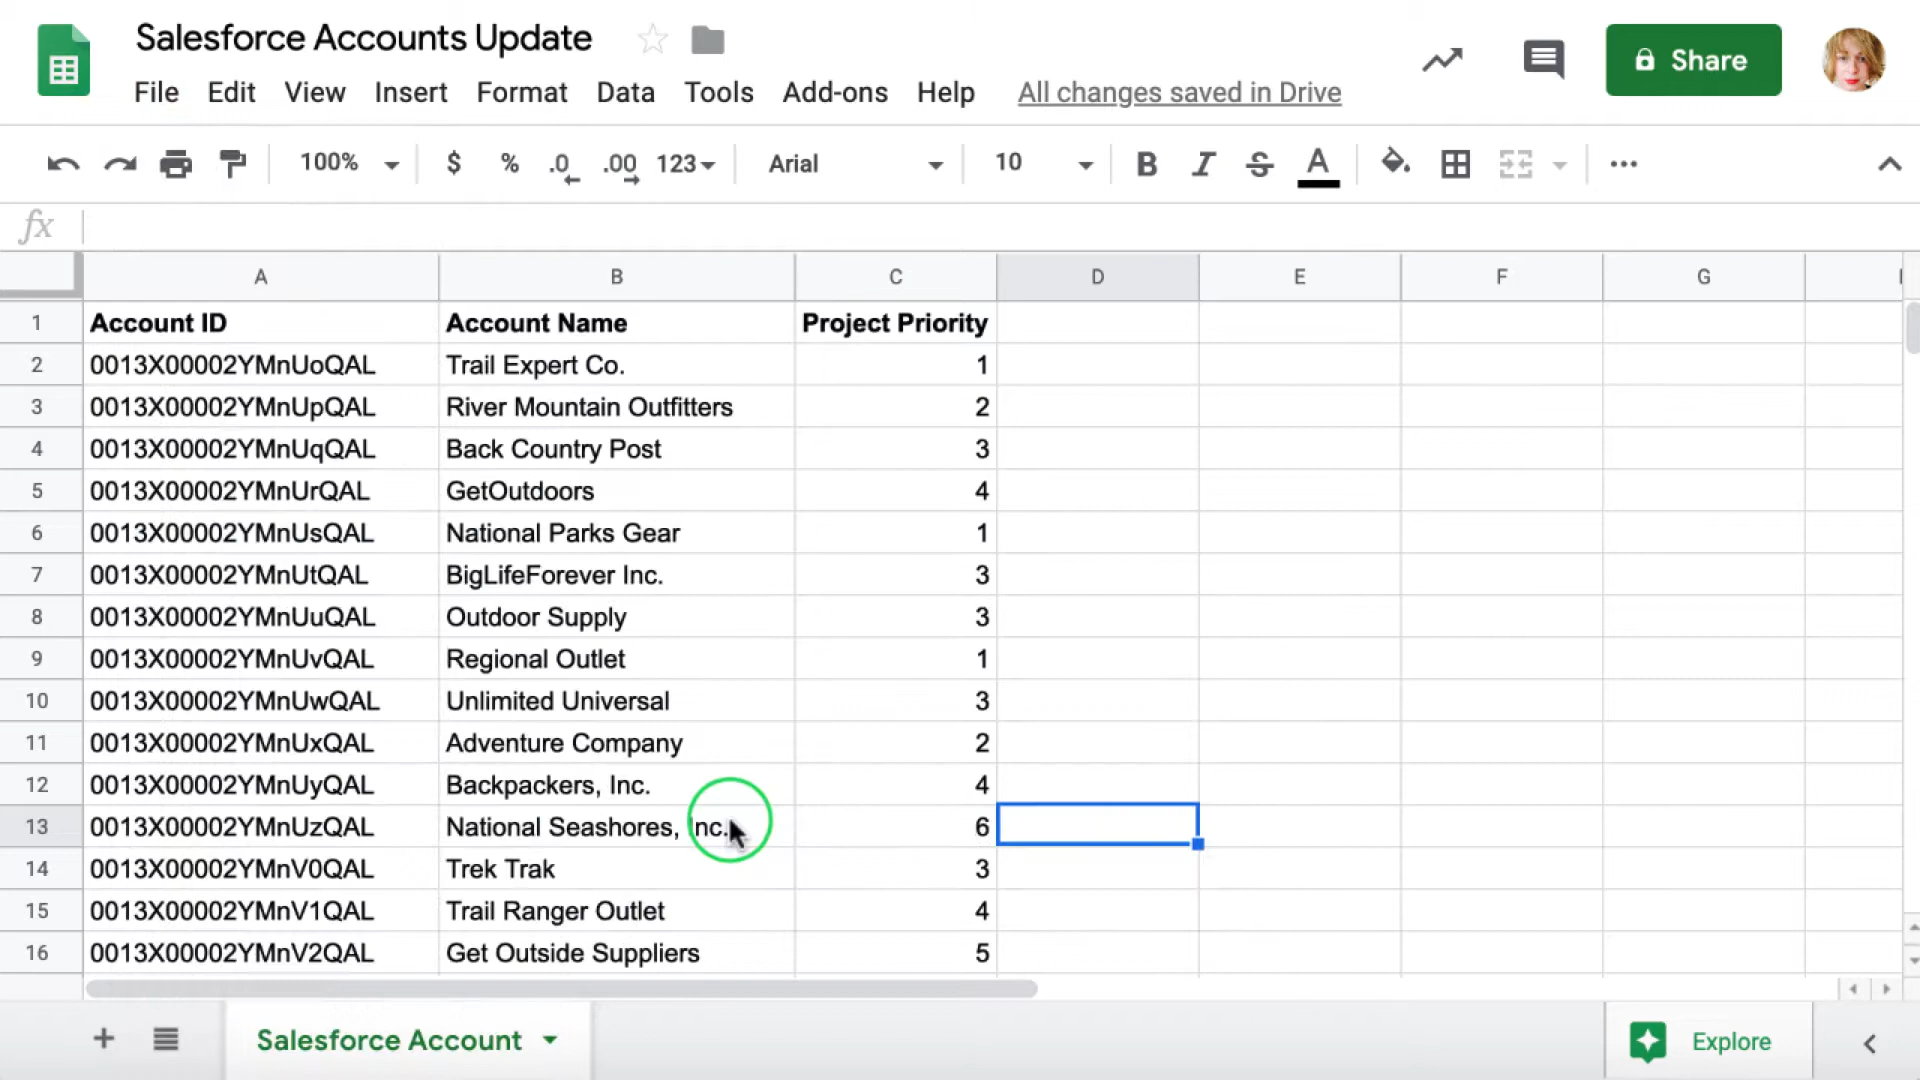 Salesforce Accounts Update
File Edit View Insert Format Data Tools Add-ons Help All changes saved in Drive
Share
100% $ % .0 .00 123 Arial 10 B I S A
fx
A B C D E F G
1 Account ID Account Name Project Priority
2 0013X00002YMnUoQAL Trail Expert Co. 1
3 0013X00002YMnUpQAL River Mountain Outfitters 2
4 0013X00002YMnUqQAL Back Country Post 3
5 0013X00002YMnUrQAL GetOutdoors 4
6 0013X00002YMnUsQAL National Parks Gear 1
7 0013X00002YMnUtQAL BigLifeForever Inc. 3
8 0013X00002YMnUuQAL Outdoor Supply 3
9 0013X00002YMnUvQAL Regional Outlet 1
10 0013X00002YMnUwQAL Unlimited Universal 3
11 0013X00002YMnUxQAL Adventure Company 2
12 0013X00002YMnUyQAL Backpackers, Inc. 4
13 0013X00002YMnUzQAL National Seashores, Inc. 6
14 0013X00002YMnV0QAL Trek Trak 3
15 0013X00002YMnV1QAL Trail Ranger Outlet 4
16 0013X00002YMnV2QAL Get Outside Suppliers 5
Salesforce Account
Explore